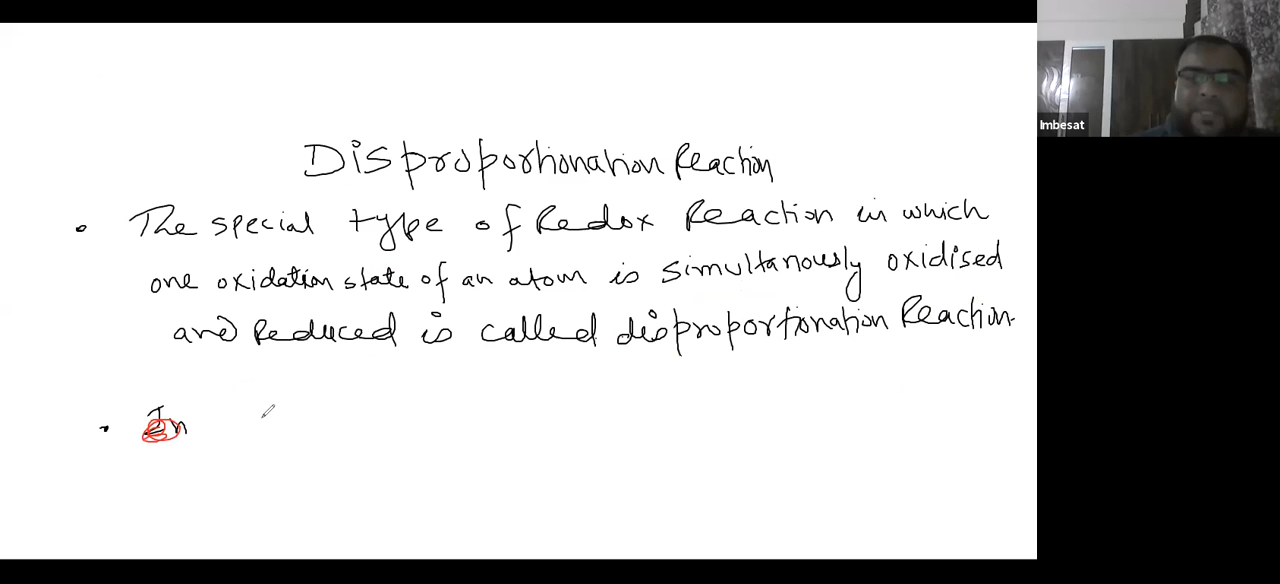 Disproportionation Reaction
• The special type of Redox Reaction in which
one oxidation state of an atom is simultanously oxidised
and Reduced is called disproportionation Reaction.
• In
Imbesat